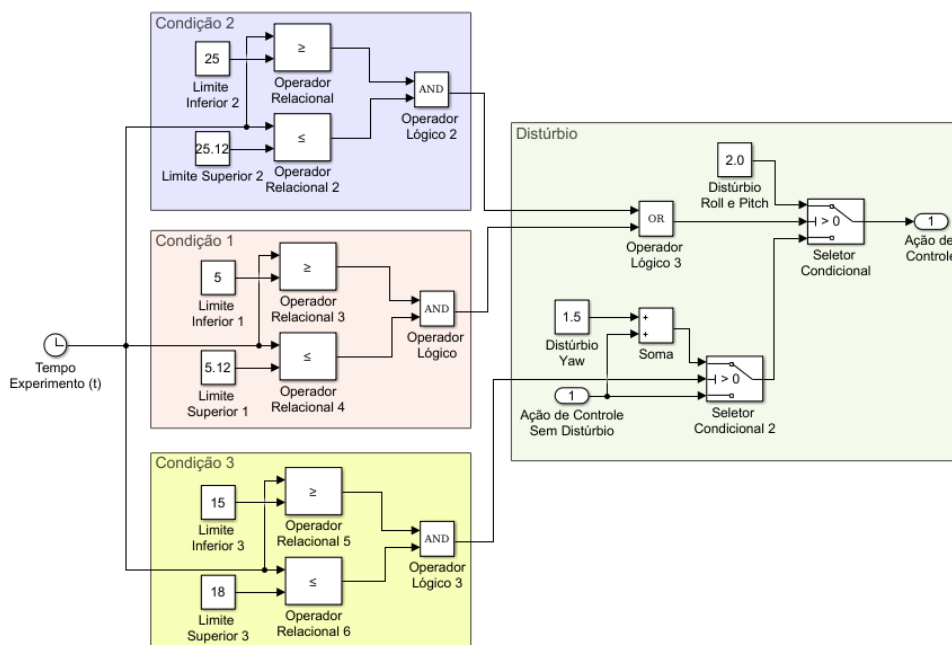 Condição 2
25
Limite
Inferior 2
≥
Operador
Relacional
25.12
Limite Superior 2
≤
Operador
Relacional 2
AND
Operador
Lógico 2
Condição 1
5
Limite
Inferior 1
≥
Operador
Relacional 3
5.12
Limite
Superior 1
≤
Operador
Relacional 4
AND
Operador
Lógico
Tempo
Experimento (t)
Condição 3
15
Limite
Inferior 3
≥
Operador
Relacional 5
18
Limite
Superior 3
≤
Operador
Relacional 6
AND
Operador
Lógico 3
Distúrbio
2.0
Distúrbio
Roll e Pitch
OR
Operador
Lógico 3
> 0
Seletor
Condicional
1
Ação de
Controle
1.5
Distúrbio
Yaw
+
+
Soma
1
Ação de Controle
Sem Distúrbio
> 0
Seletor
Condicional 2